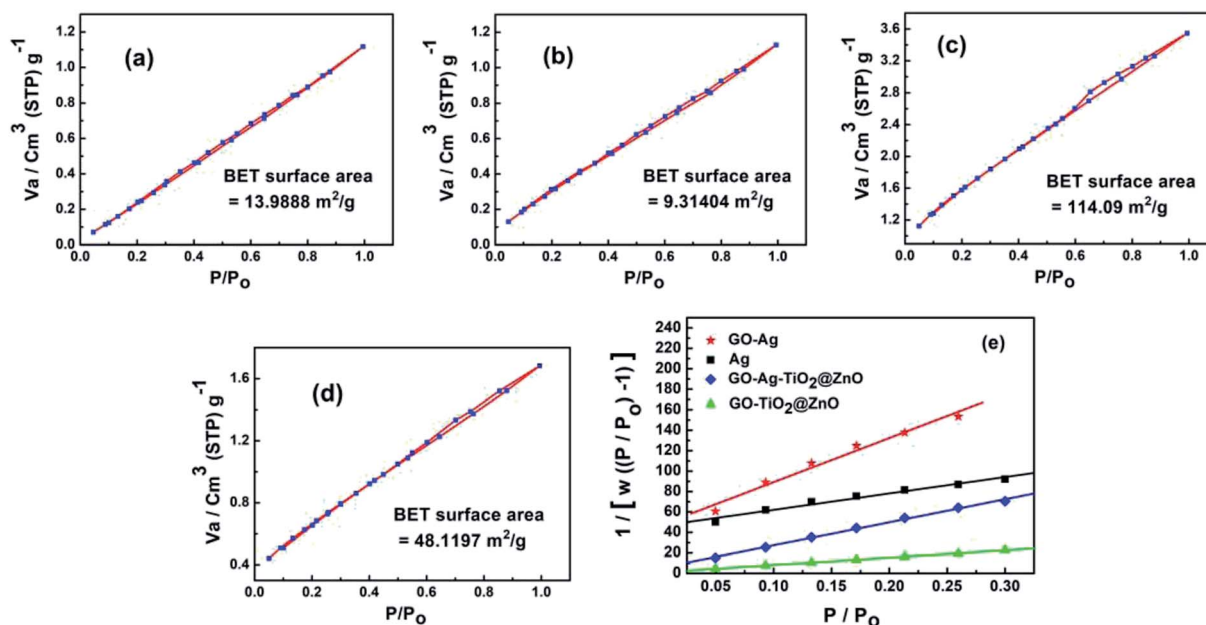 (a)
Va / Cm³ (STP) g⁻¹
1.2
1.0
0.8
0.6
0.4
0.2
0.0
BET surface area
= 13.9888 m²/g
0.0 0.2 0.4 0.6 0.8 1.0
P/Po
(b)
Va / Cm³ (STP) g⁻¹
1.2
1.0
0.8
0.6
0.4
0.2
0.0
BET surface area
= 9.31404 m²/g
0.0 0.2 0.4 0.6 0.8 1.0
P/Po
(c)
Va / Cm³ (STP) g⁻¹
3.6
3.2
2.8
2.4
2.0
1.6
1.2
BET surface area
= 114.09 m²/g
0.0 0.2 0.4 0.6 0.8 1.0
P/Po
(d)
Va / Cm³ (STP) g⁻¹
1.6
1.2
0.8
0.4
BET surface area
= 48.1197 m²/g
0.0 0.2 0.4 0.6 0.8 1.0
P/Po
(e)
1 / [ w ((P / Po) -1) ]
240
220
200
180
160
140
120
100
80
60
40
20
0
GO-Ag
Ag
GO-Ag-TiO₂@ZnO
GO-TiO₂@ZnO
0.05 0.10 0.15 0.20 0.25 0.30
P / Po